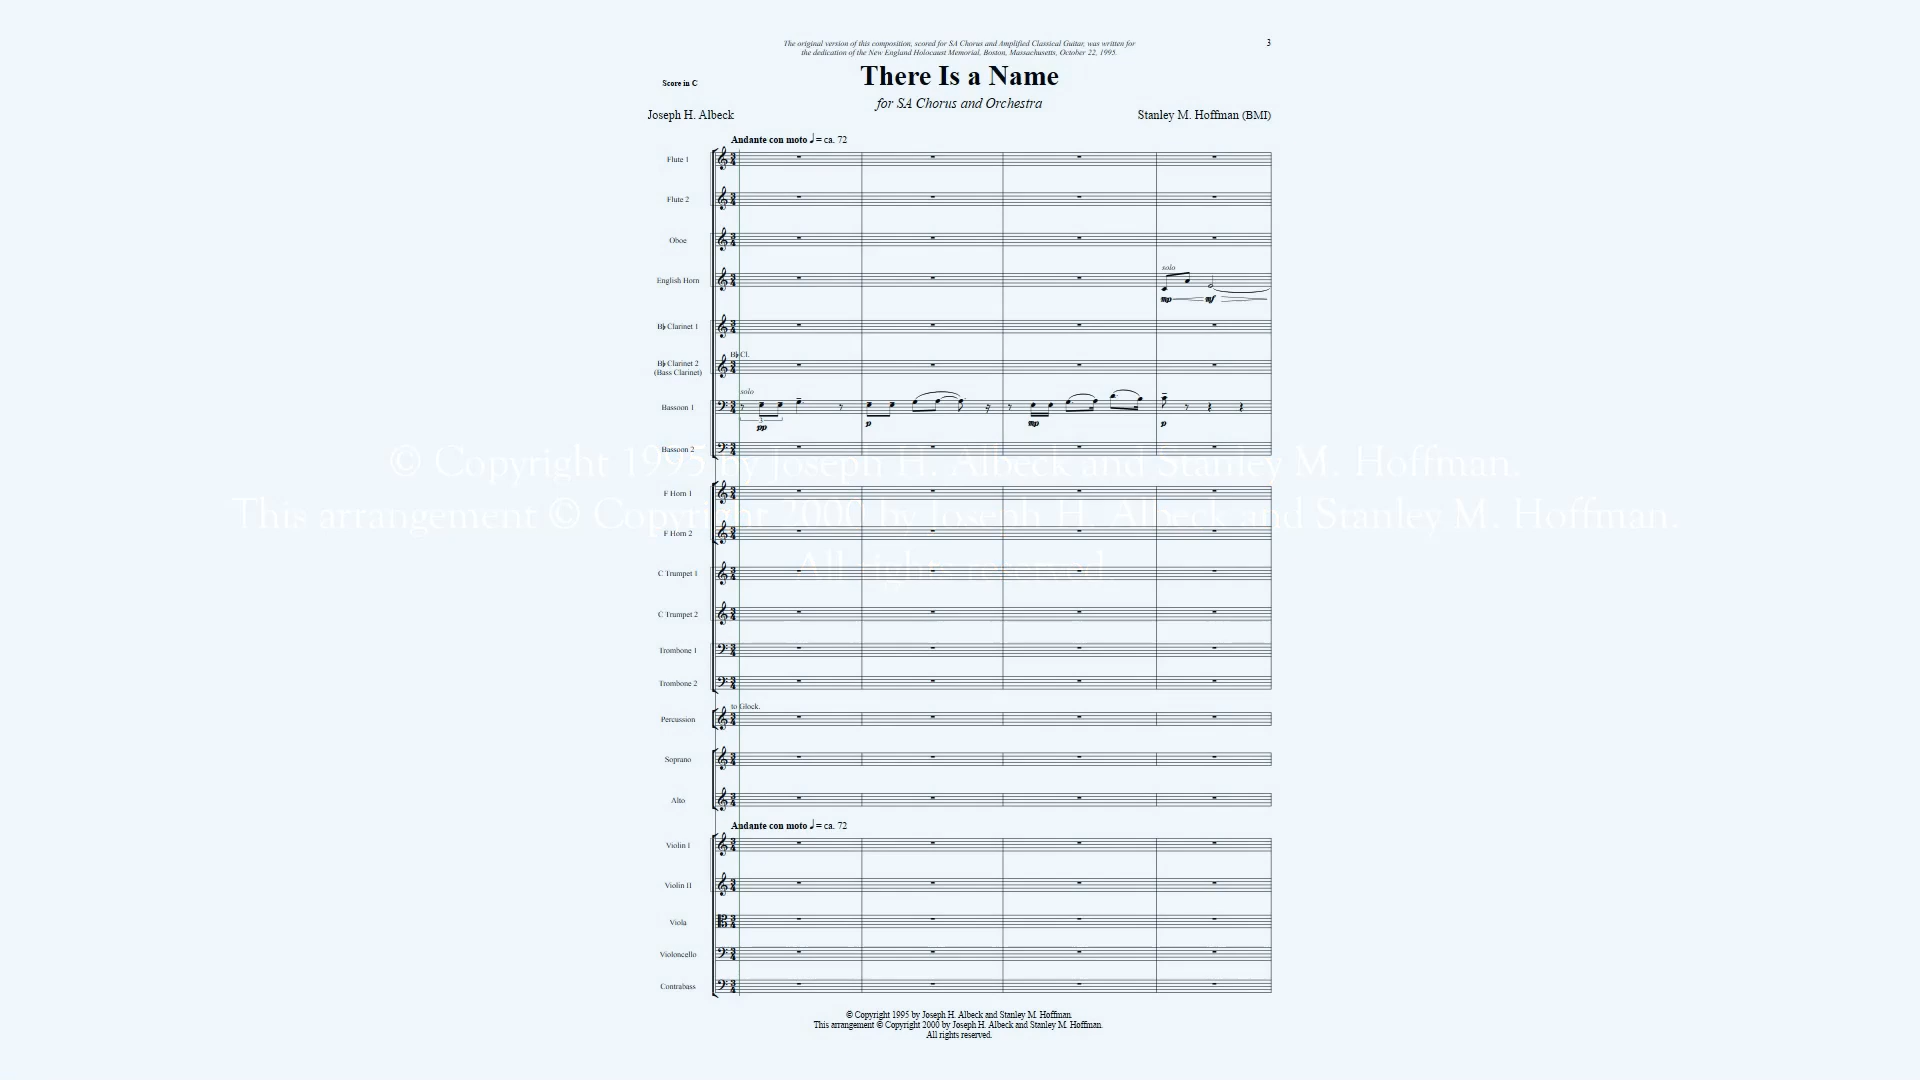 The original version of this composition, scored for SA Chorus and Amplified Classical Guitar, was written for
the dedication of the New England Holocaust Memorial, Boston, Massachusetts, October 22, 1995.
3
There Is a Name
Score in C
for SA Chorus and Orchestra
Joseph H. Albeck
Stanley M. Hoffman (BMI)
Andante con moto ♩ = ca. 72
Flute 1
Flute 2
Oboe
solo
English Horn
mp mf
B♭ Clarinet 1
B♭ Cl.
B♭ Clarinet 2
(Bass Clarinet)
solo
Bassoon 1
3
pp p mp p
Bassoon 2
F Horn 1
F Horn 2
C Trumpet 1
C Trumpet 2
Trombone 1
Trombone 2
to Glock.
Percussion
Soprano
Alto
Andante con moto ♩ = ca. 72
Violin I
Violin II
Viola
Violoncello
Contrabass
© Copyright 1995 by Joseph H. Albeck and Stanley M. Hoffman.
This arrangement © Copyright 2000 by Joseph H. Albeck and Stanley M. Hoffman.
All rights reserved.
© Copyright 1995 by Joseph H. Albeck and Stanley M. Hoffman.
This arrangement © Copyright 2000 by Joseph H. Albeck and Stanley M. Hoffman.
All rights reserved.